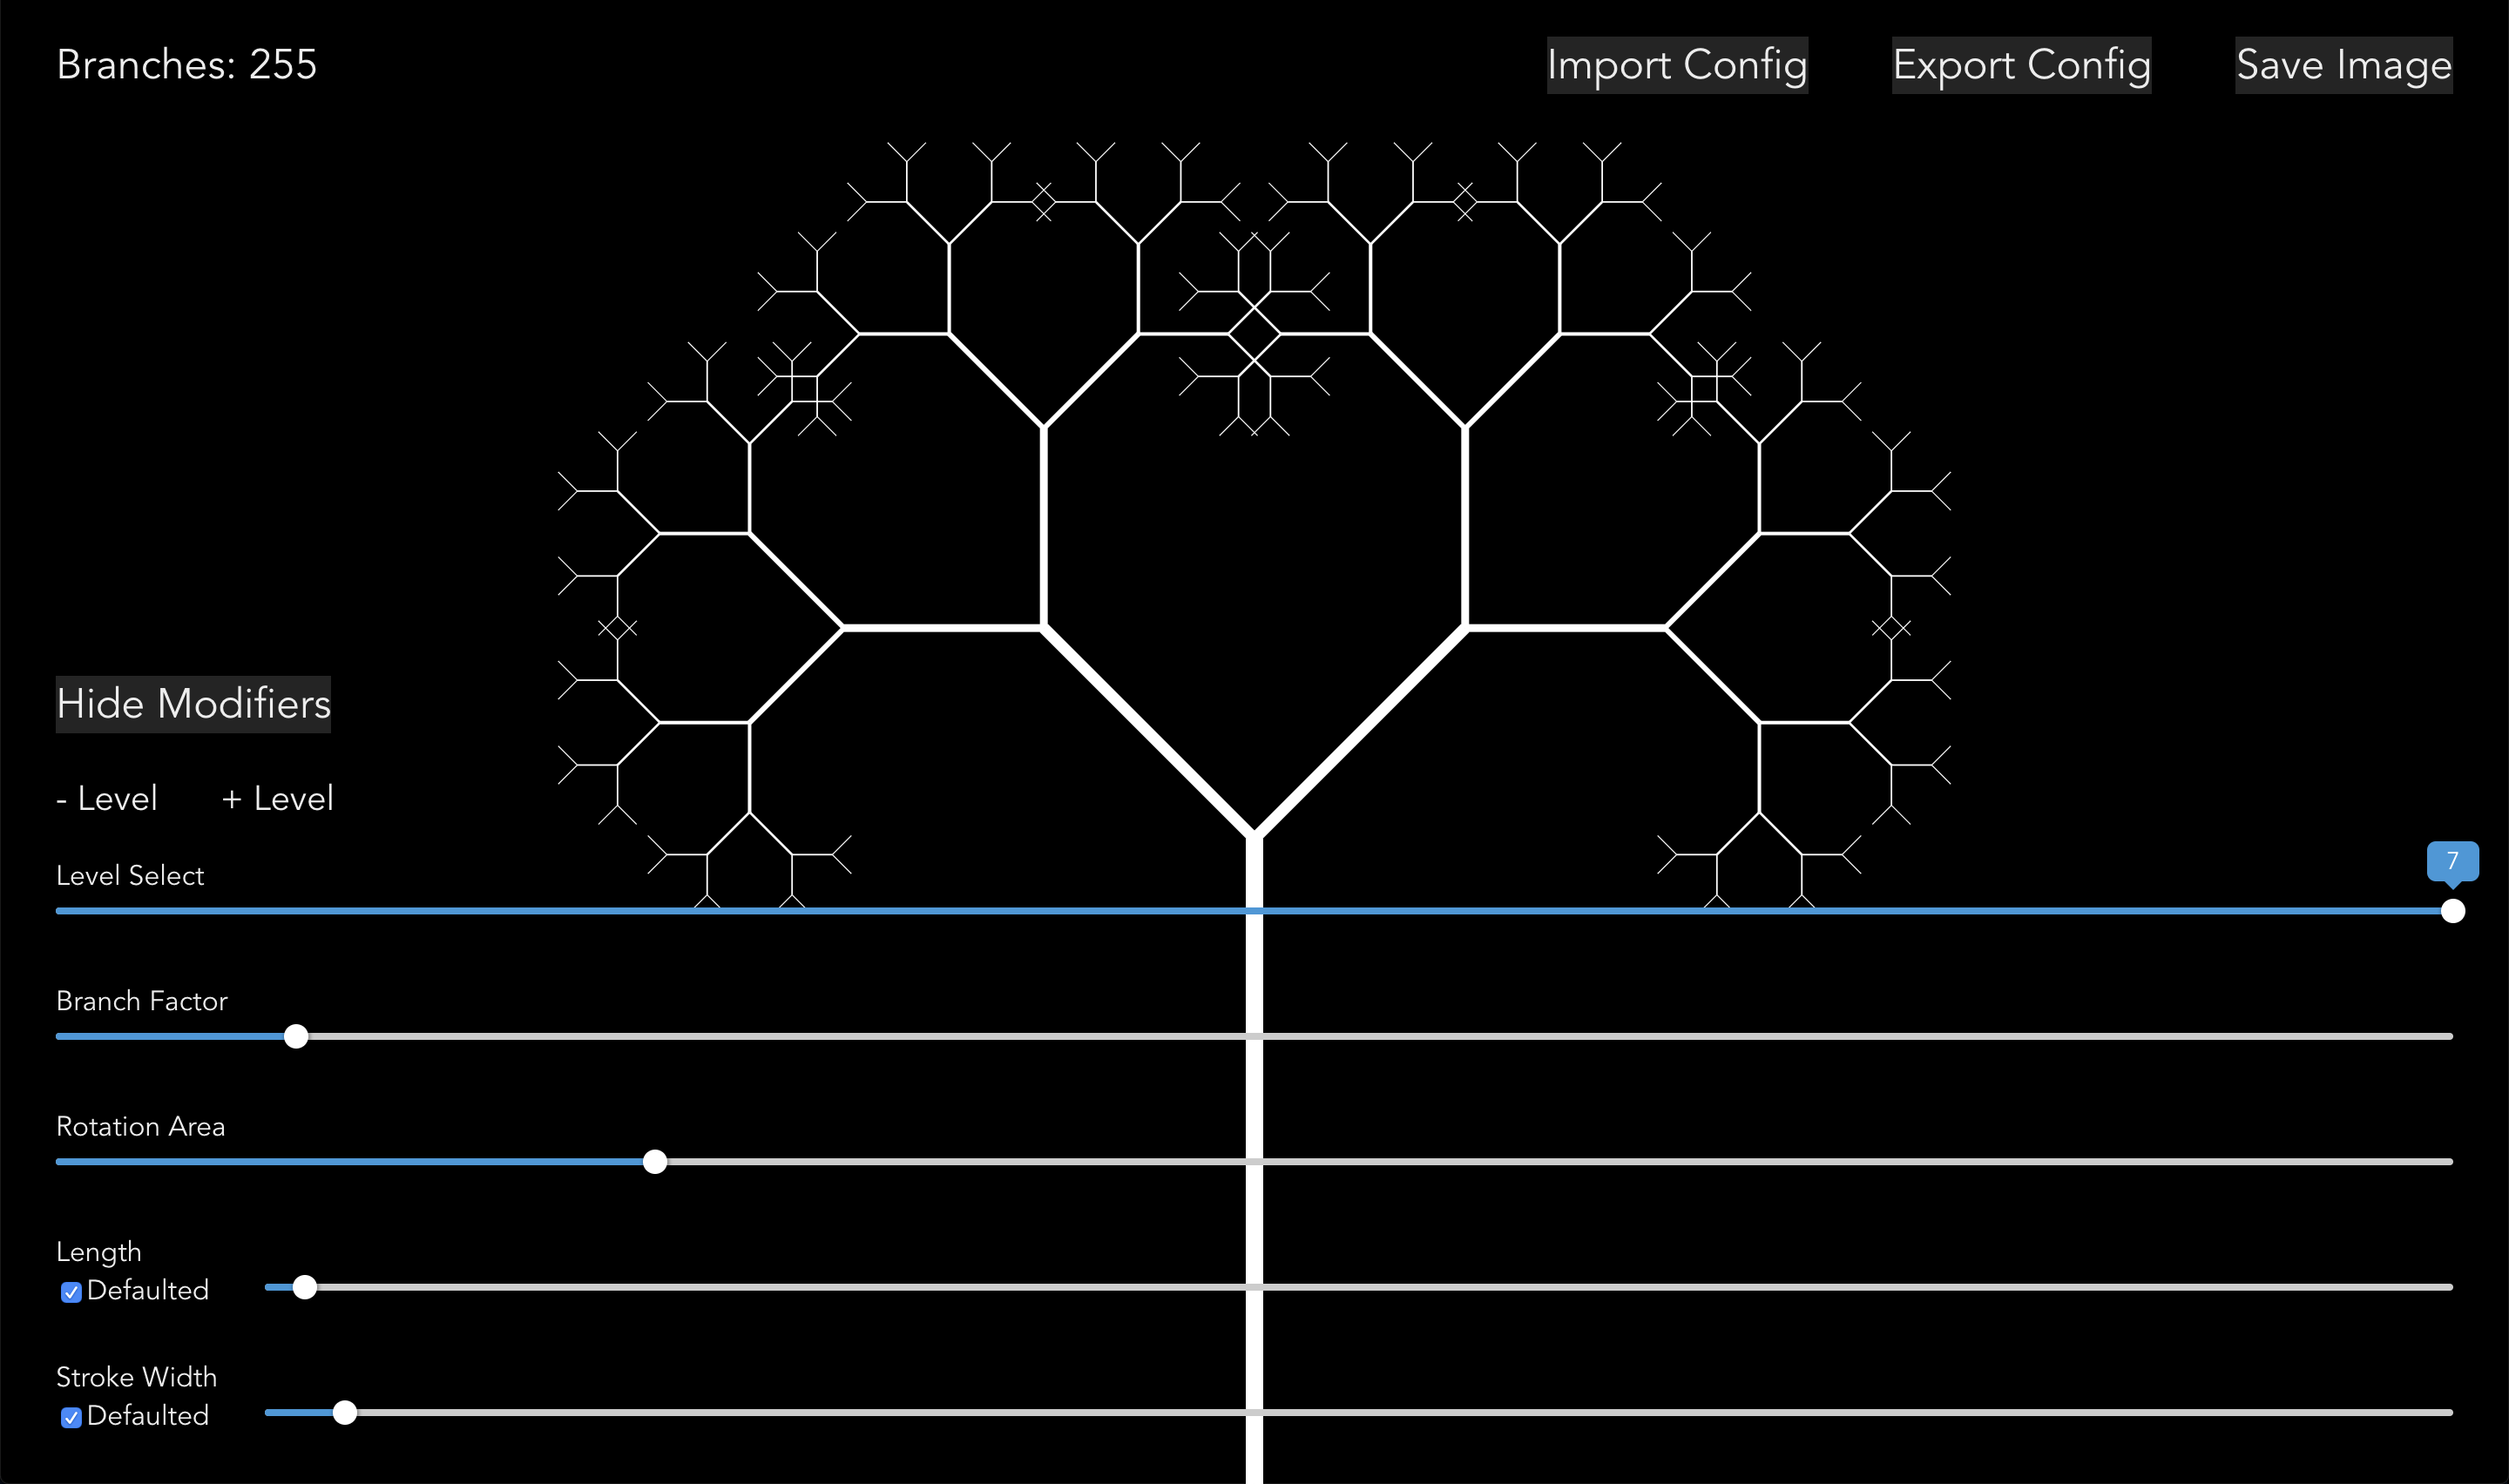 Branches: 255
Import Config
Export Config
Save Image
Hide Modifiers
- Level
+ Level
Level Select
7
Branch Factor
Rotation Area
Length
Defaulted
Stroke Width
Defaulted